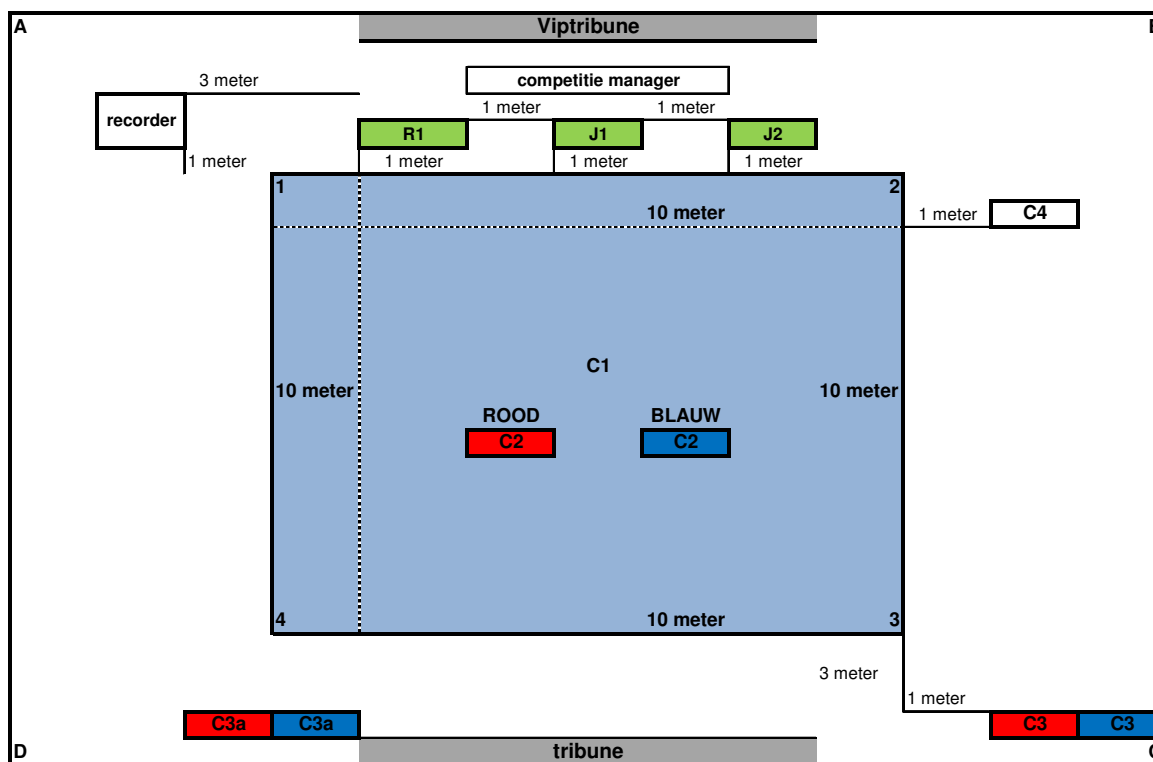 A
Viptribune
B
3 meter
competitie manager
recorder
1 meter
1 meter
R1
J1
J2
1 meter
1 meter
1 meter
1 meter
1
2
10 meter
1 meter
C4
C1
10 meter
10 meter
ROOD
BLAUW
C2
C2
4
10 meter
3
3 meter
1 meter
C3a
C3a
C3
C3
D
tribune